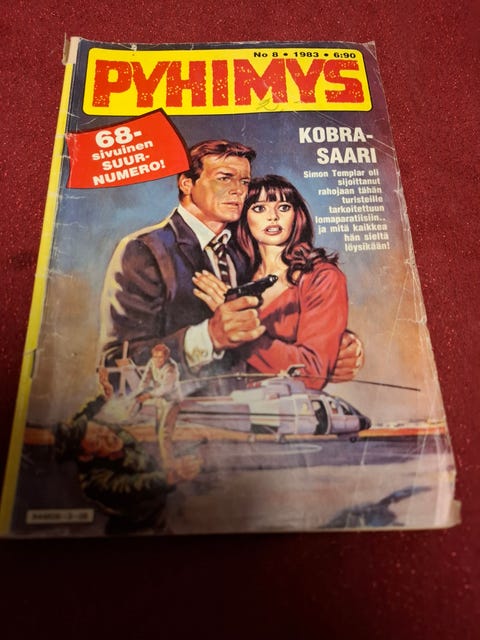 No 8 • 1983 • 6:90
PYHIMYS
68-
sivuinen
SUUR-
NUMERO!
KOBRA-
SAARI
Simon Templar oli
sijoittanut
rahojaan tähän
turisteille
tarkoitettuun
lomaparatiisiin..
ja mitä kaikkea
hän sieltä
löysikään!